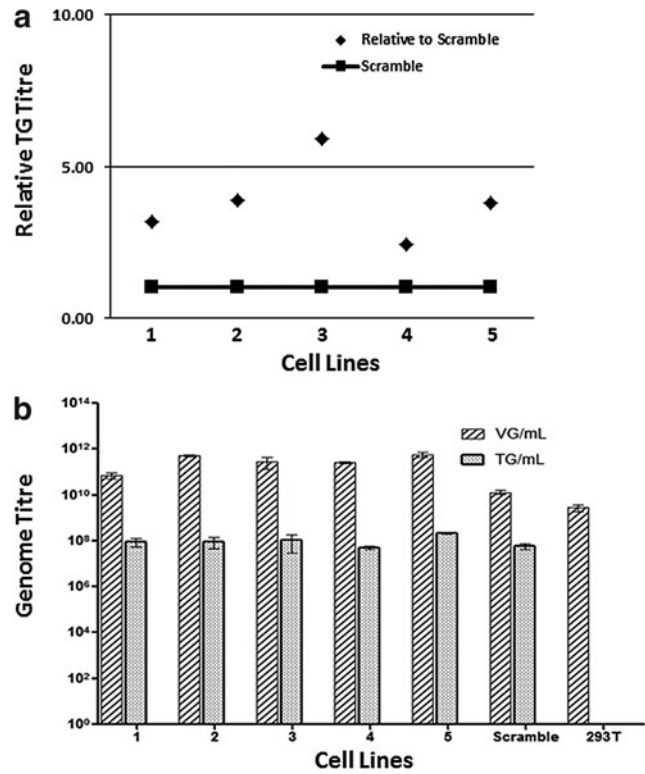 a
10.00
Relative to Scramble
Scramble
5.00
0.00
Relative TG Titre
1 2 3 4 5
Cell Lines
b
10¹⁴
10¹²
10¹⁰
10⁸
10⁶
10⁴
10²
10⁰
VG/mL
TG/mL
Genome Titre
1 2 3 4 5 Scramble 293T
Cell Lines